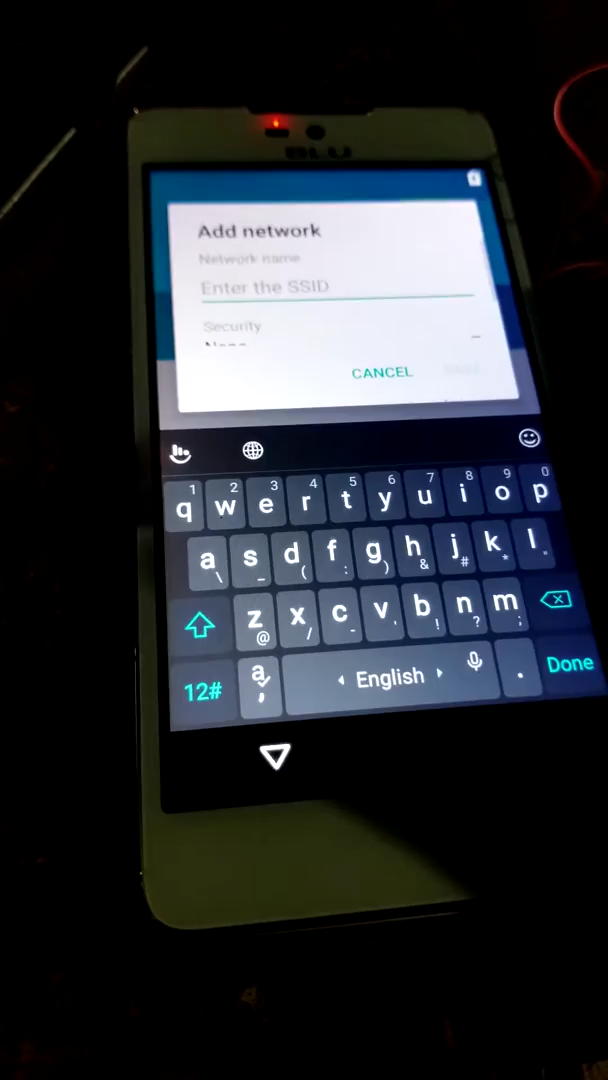 BLU
Add network
Network name
Enter the SSID
Security
CANCEL
1 2 3 4 5 6 7 8 9 0
q w e r t y u i o p
a s d f g h j k l
\ _ ( : ) & # * "
z x c v b n m
@ / - ' ! ? ;
12# a , English . Done